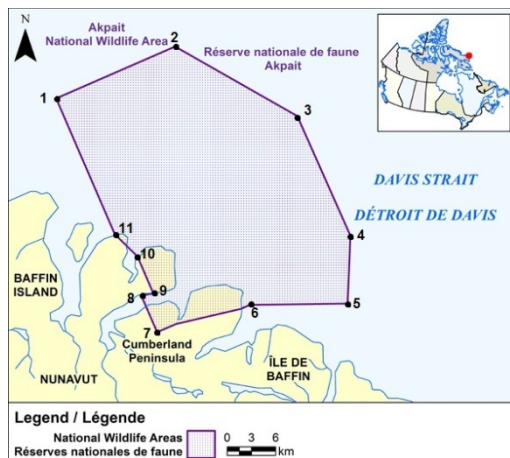 N
Akpait
National Wildlife Area
Réserve nationale de faune
Akpait
1
2
3
4
5
6
7
8
9
10
11
DAVIS STRAIT
DÉTROIT DE DAVIS
BAFFIN
ISLAND
Cumberland
Peninsula
NUNAVUT
ÎLE DE
BAFFIN
Legend / Légende
National Wildlife Areas
Réserves nationales de faune
0 3 6
km